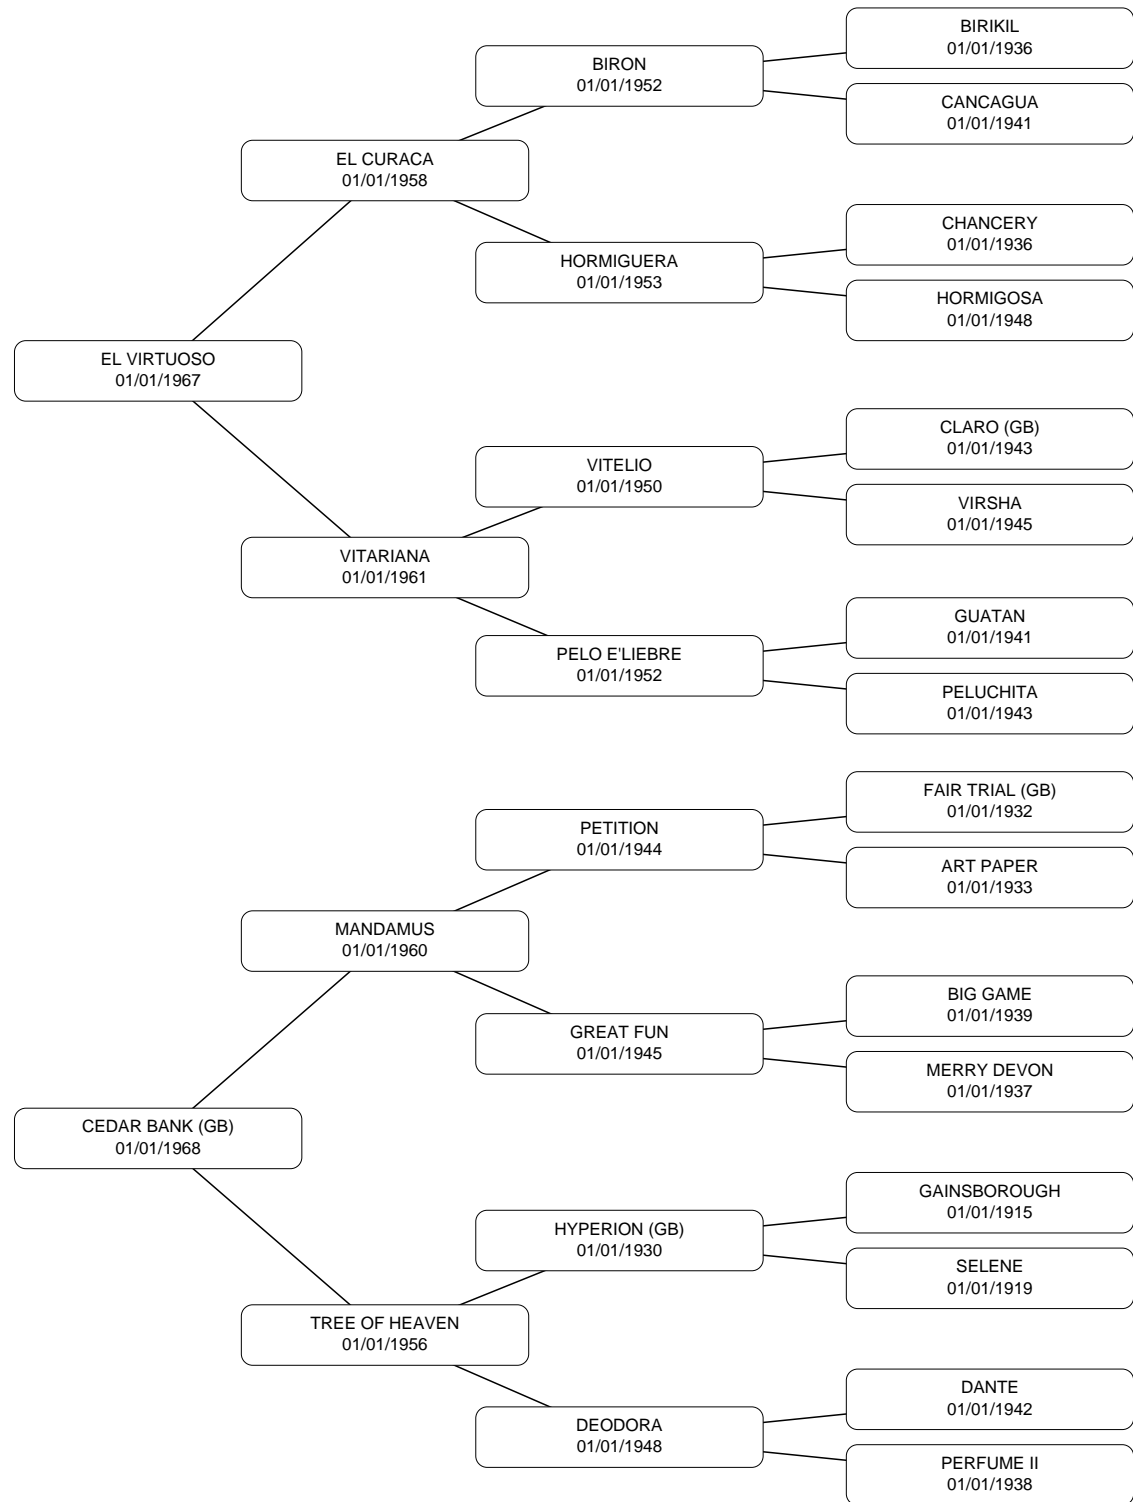 BIRIKIL
01/01/1936
BIRON
01/01/1952
CANCAGUA
01/01/1941
EL CURACA
01/01/1958
CHANCERY
01/01/1936
HORMIGUERA
01/01/1953
HORMIGOSA
01/01/1948
EL VIRTUOSO
01/01/1967
CLARO (GB)
01/01/1943
VITELIO
01/01/1950
VIRSHA
01/01/1945
VITARIANA
01/01/1961
GUATAN
01/01/1941
PELO E'LIEBRE
01/01/1952
PELUCHITA
01/01/1943
FAIR TRIAL (GB)
01/01/1932
PETITION
01/01/1944
ART PAPER
01/01/1933
MANDAMUS
01/01/1960
BIG GAME
01/01/1939
GREAT FUN
01/01/1945
MERRY DEVON
01/01/1937
CEDAR BANK (GB)
01/01/1968
GAINSBOROUGH
01/01/1915
HYPERION (GB)
01/01/1930
SELENE
01/01/1919
TREE OF HEAVEN
01/01/1956
DANTE
01/01/1942
DEODORA
01/01/1948
PERFUME II
01/01/1938